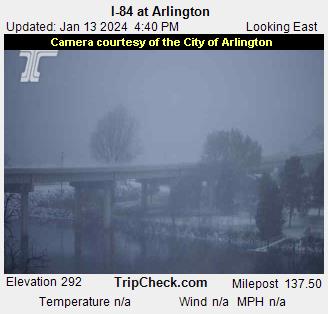 I-84 at Arlington
Updated: Jan 13 2024 4:40 PM Looking East
Camera courtesy of the City of Arlington
Elevation 292 TripCheck.com Milepost 137.50
Temperature n/a Wind n/a MPH n/a